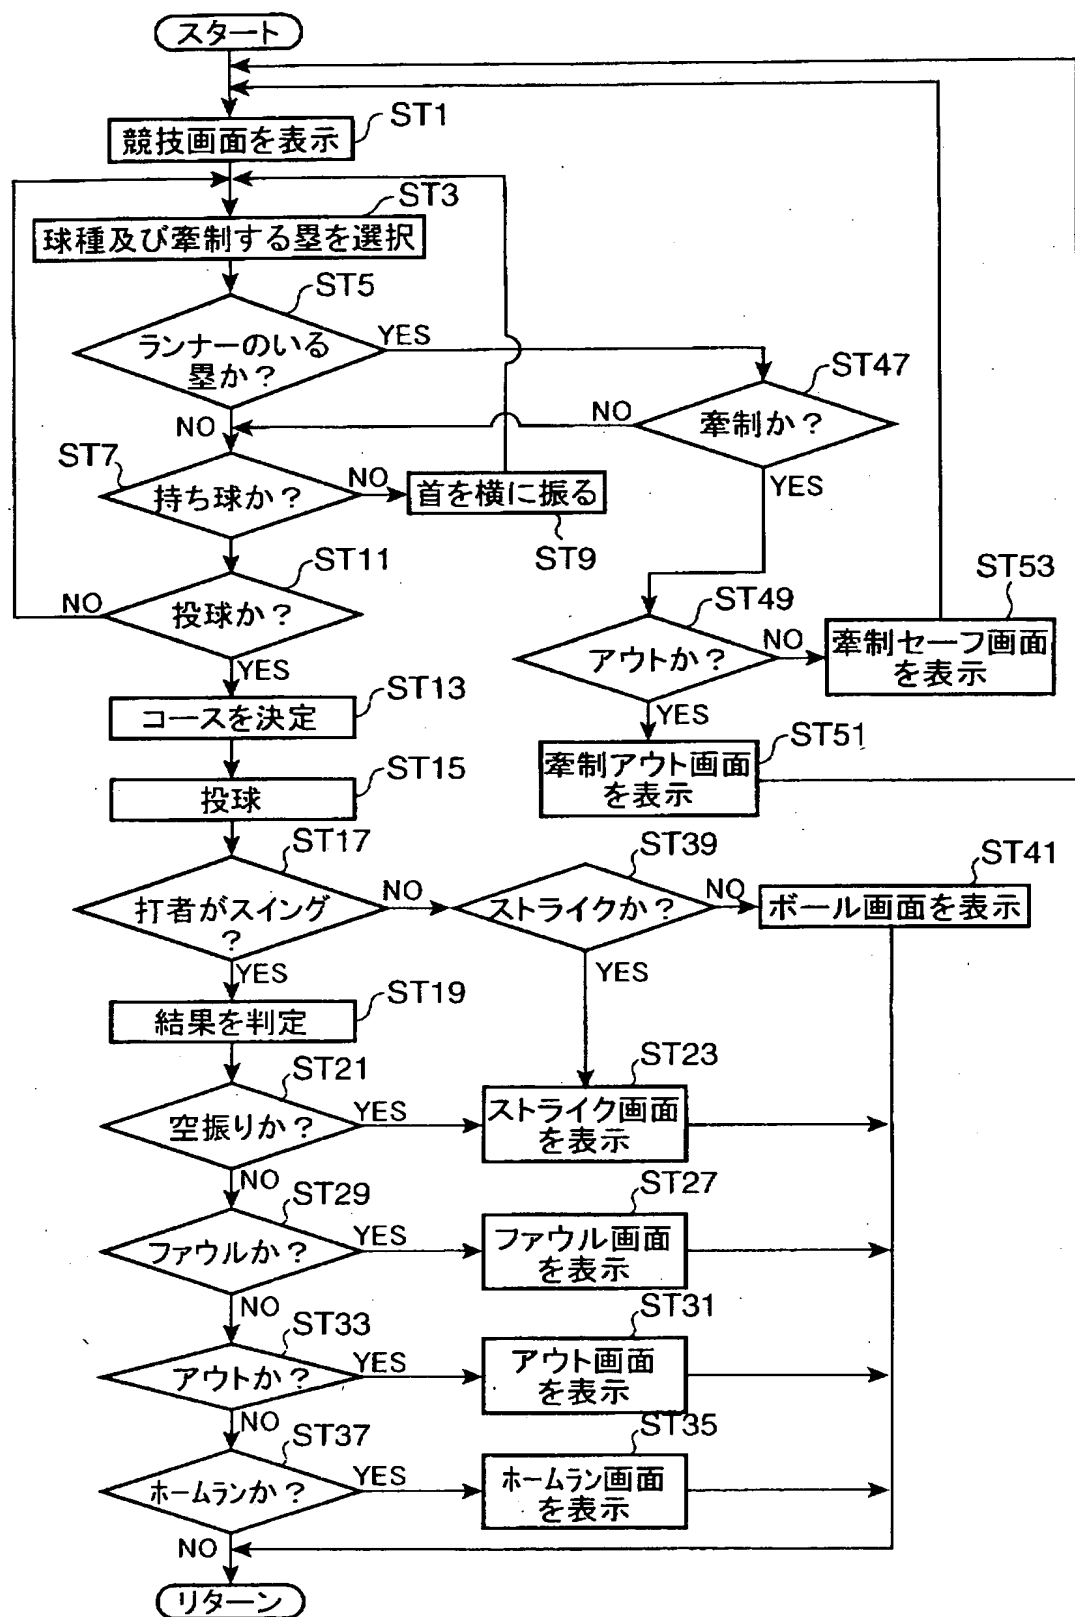 スタート
ST1
競技画面を表示
ST3
球種及び牽制する塁を選択
ST5
ランナーのいる
塁か？
YES
NO
ST47
牽制か？
NO
YES
ST7
持ち球か？
NO
首を横に振る
ST9
ST11
投球か？
NO
YES
ST49
アウトか？
NO
YES
ST53
牽制セーフ画面
を表示
ST51
牽制アウト画面
を表示
ST13
コースを決定
ST15
投球
ST17
打者がスイング
？
NO
YES
ST39
ストライクか？
NO
YES
ST41
ボール画面を表示
ST19
結果を判定
ST21
空振りか？
YES
NO
ST23
ストライク画面
を表示
ST29
ファウルか？
YES
NO
ST27
ファウル画面
を表示
ST33
アウトか？
YES
NO
ST31
アウト画面
を表示
ST37
ホームランか？
YES
NO
ST35
ホームラン画面
を表示
リターン